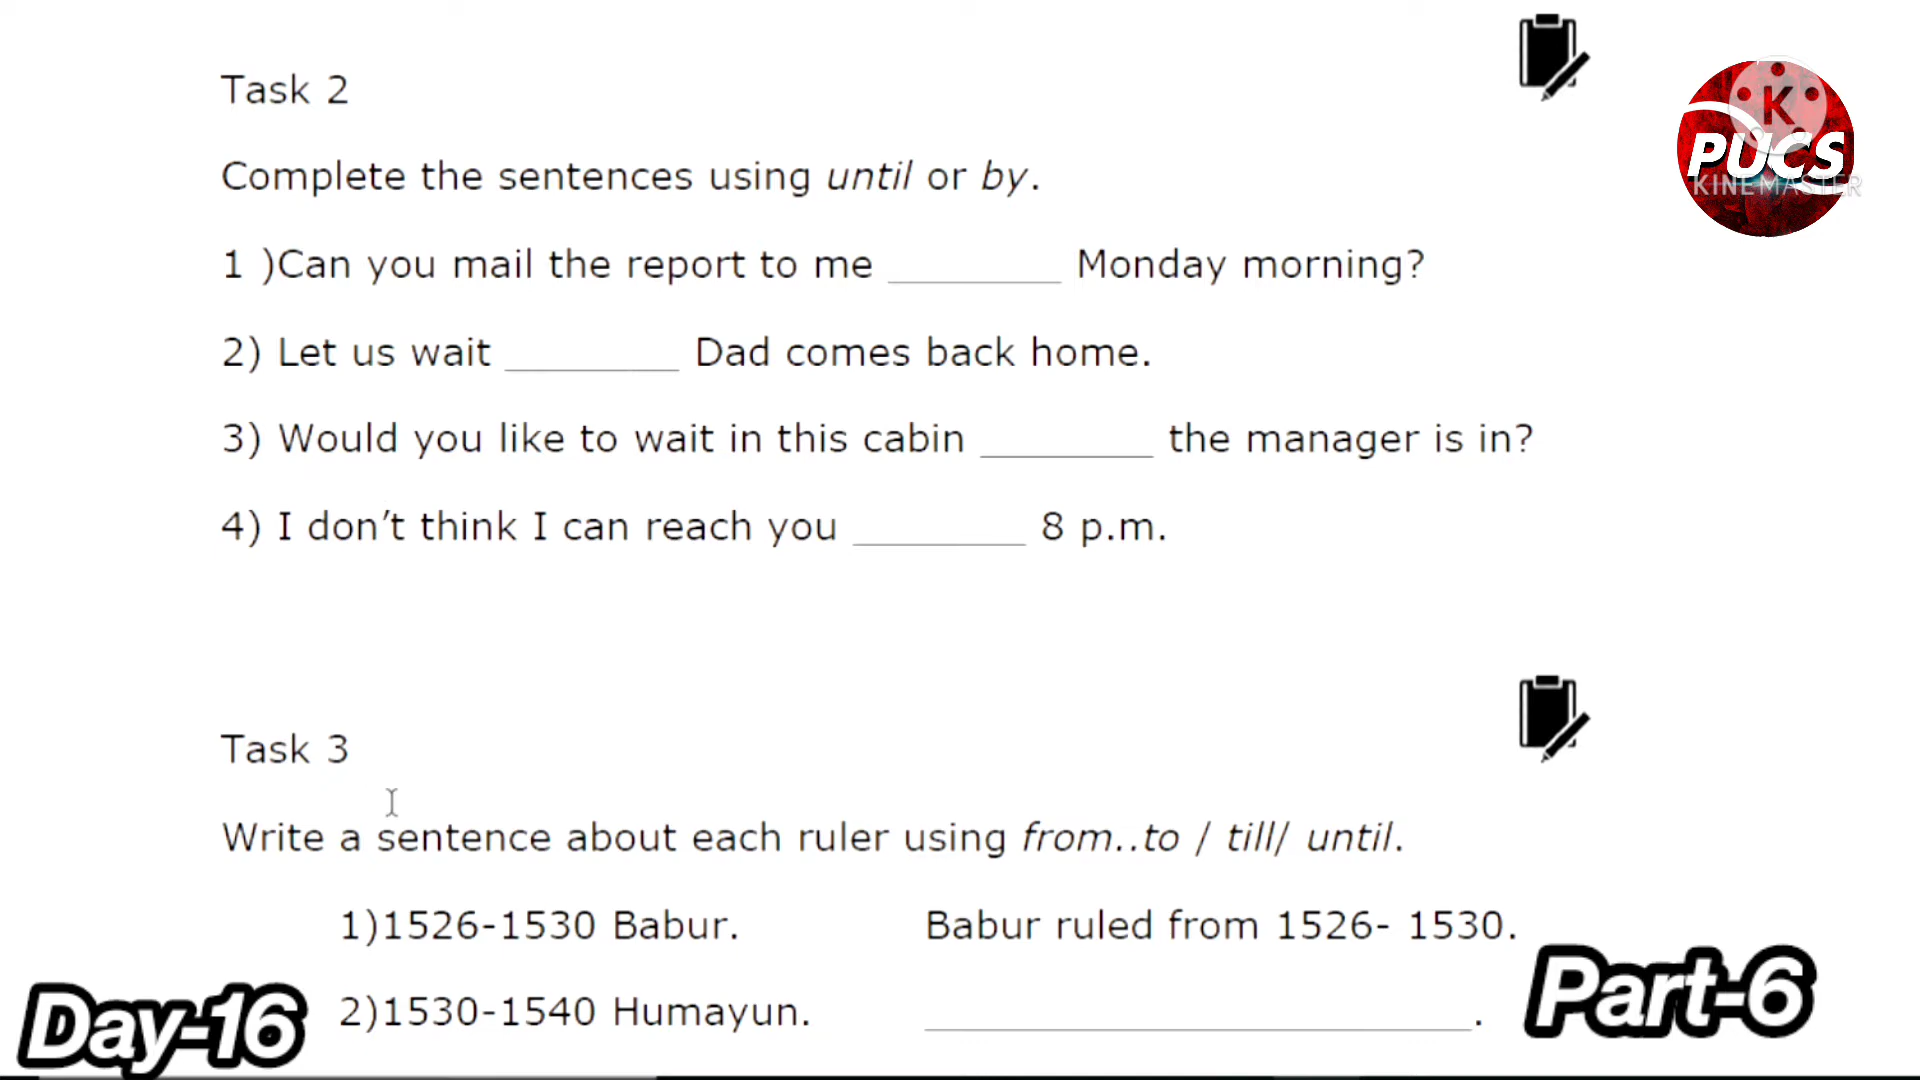 Task 2
K
PUCS
KINEMASTER
Complete the sentences using until or by.
1 )Can you mail the report to me ________ Monday morning?
2) Let us wait ________ Dad comes back home.
3) Would you like to wait in this cabin ________ the manager is in?
4) I don’t think I can reach you ________ 8 p.m.
Task 3
Write a sentence about each ruler using from..to / till/ until.
1)1526-1530 Babur. Babur ruled from 1526- 1530.
2)1530-1540 Humayun. __________________________.
Day-16
Part-6